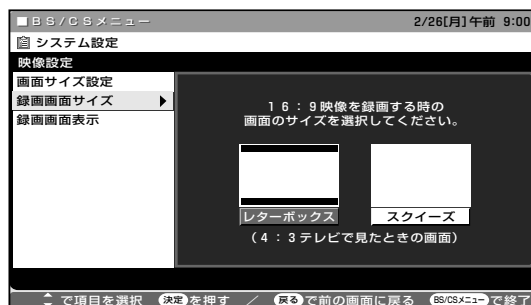 ■BS/CSメニュー 2/26[月]午前 9:00
システム設定
映像設定
画面サイズ設定
録画画面サイズ
録画画面表示
16：9映像を録画する時の
画面のサイズを選択してください。
レターボックス スクイーズ
(4：3テレビで見たときの画面)
で項目を選択 決定を押す ／ 戻るで前の画面に戻る BS/CSメニューで終了